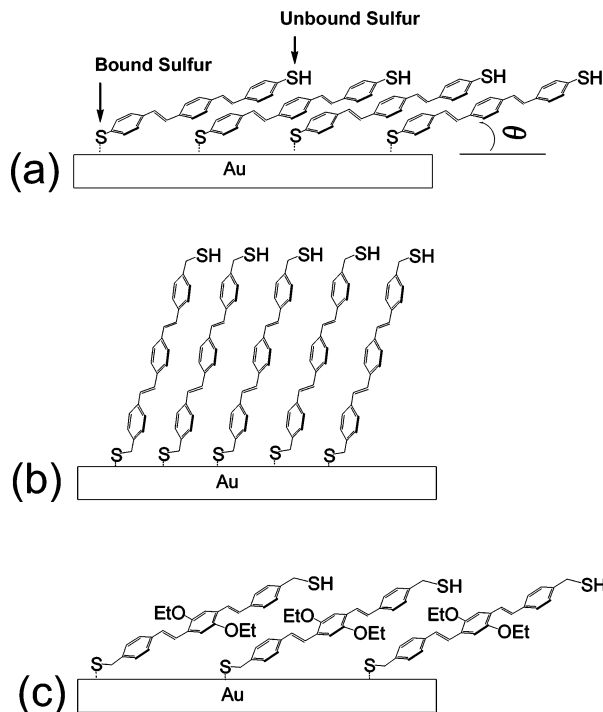 Unbound Sulfur
Bound Sulfur
SH SH SH SH
S S S S
θ
(a)
Au
SH SH SH SH SH
S S S S S
(b)
Au
SH SH SH
EtO EtO EtO
OEt OEt OEt
S S S
(c)
Au